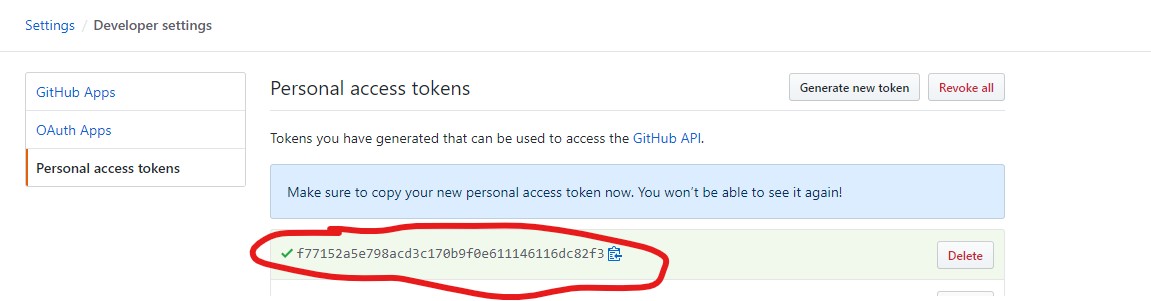 Settings / Developer settings
GitHub Apps
OAuth Apps
Personal access tokens
Personal access tokens
Generate new token
Revoke all
Tokens you have generated that can be used to access the GitHub API.
Make sure to copy your new personal access token now. You won't be able to see it again!
f77152a5e798acd3c170b9f0e611146116dc82f3
Delete